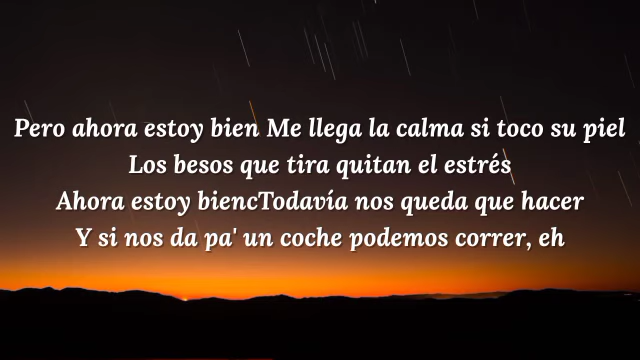 Pero ahora estoy bien Me llega la calma si toco su piel
Los besos que tira quitan el estrés
Ahora estoy biencTodavía nos queda que hacer
Y si nos da pa' un coche podemos correr, eh